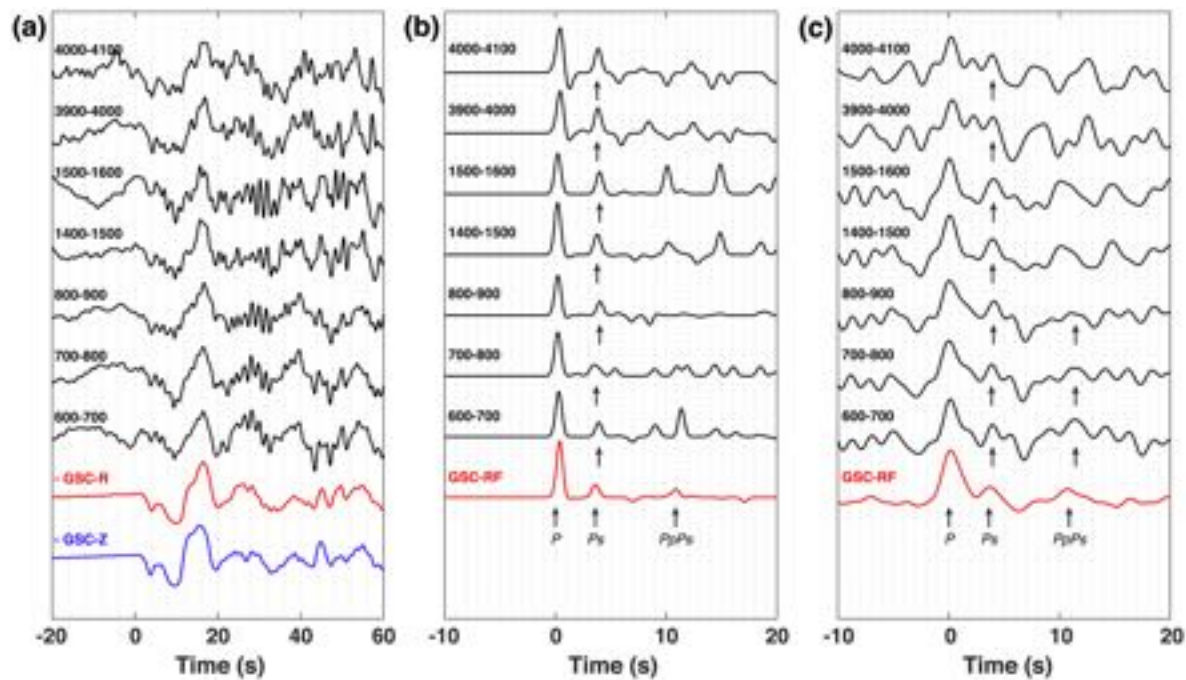 (a)
4000-4100
3900-4000
1500-1600
1400-1500
800-900
700-800
600-700
- GSC-R
- GSC-Z
-20 0 20 40 60
Time (s)
(b)
4000-4100
3900-4000
1500-1600
1400-1500
800-900
700-800
600-700
GSC-RF
P Ps PpPs
-10 0 10 20
Time (s)
(c)
4000-4100
3900-4000
1500-1600
1400-1500
800-900
700-800
600-700
GSC-RF
P Ps PpPs
-10 0 10 20
Time (s)